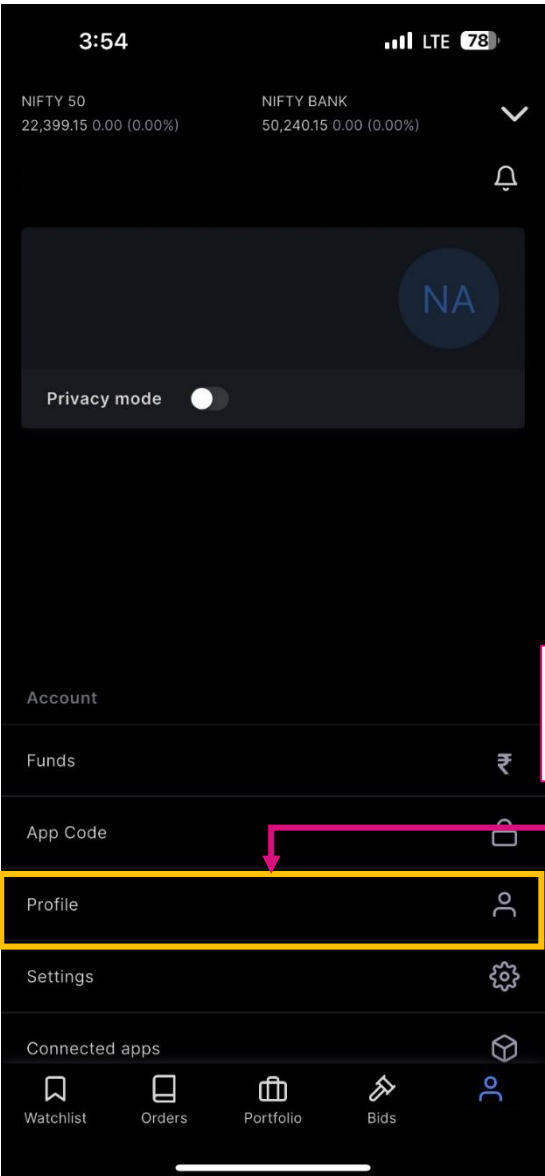 3:54 LTE 78
NIFTY 50 NIFTY BANK
22,399.15 0.00 (0.00%) 50,240.15 0.00 (0.00%)
NA
Privacy mode
Account
Funds ₹
App Code
Profile
Settings
Connected apps
Watchlist Orders Portfolio Bids